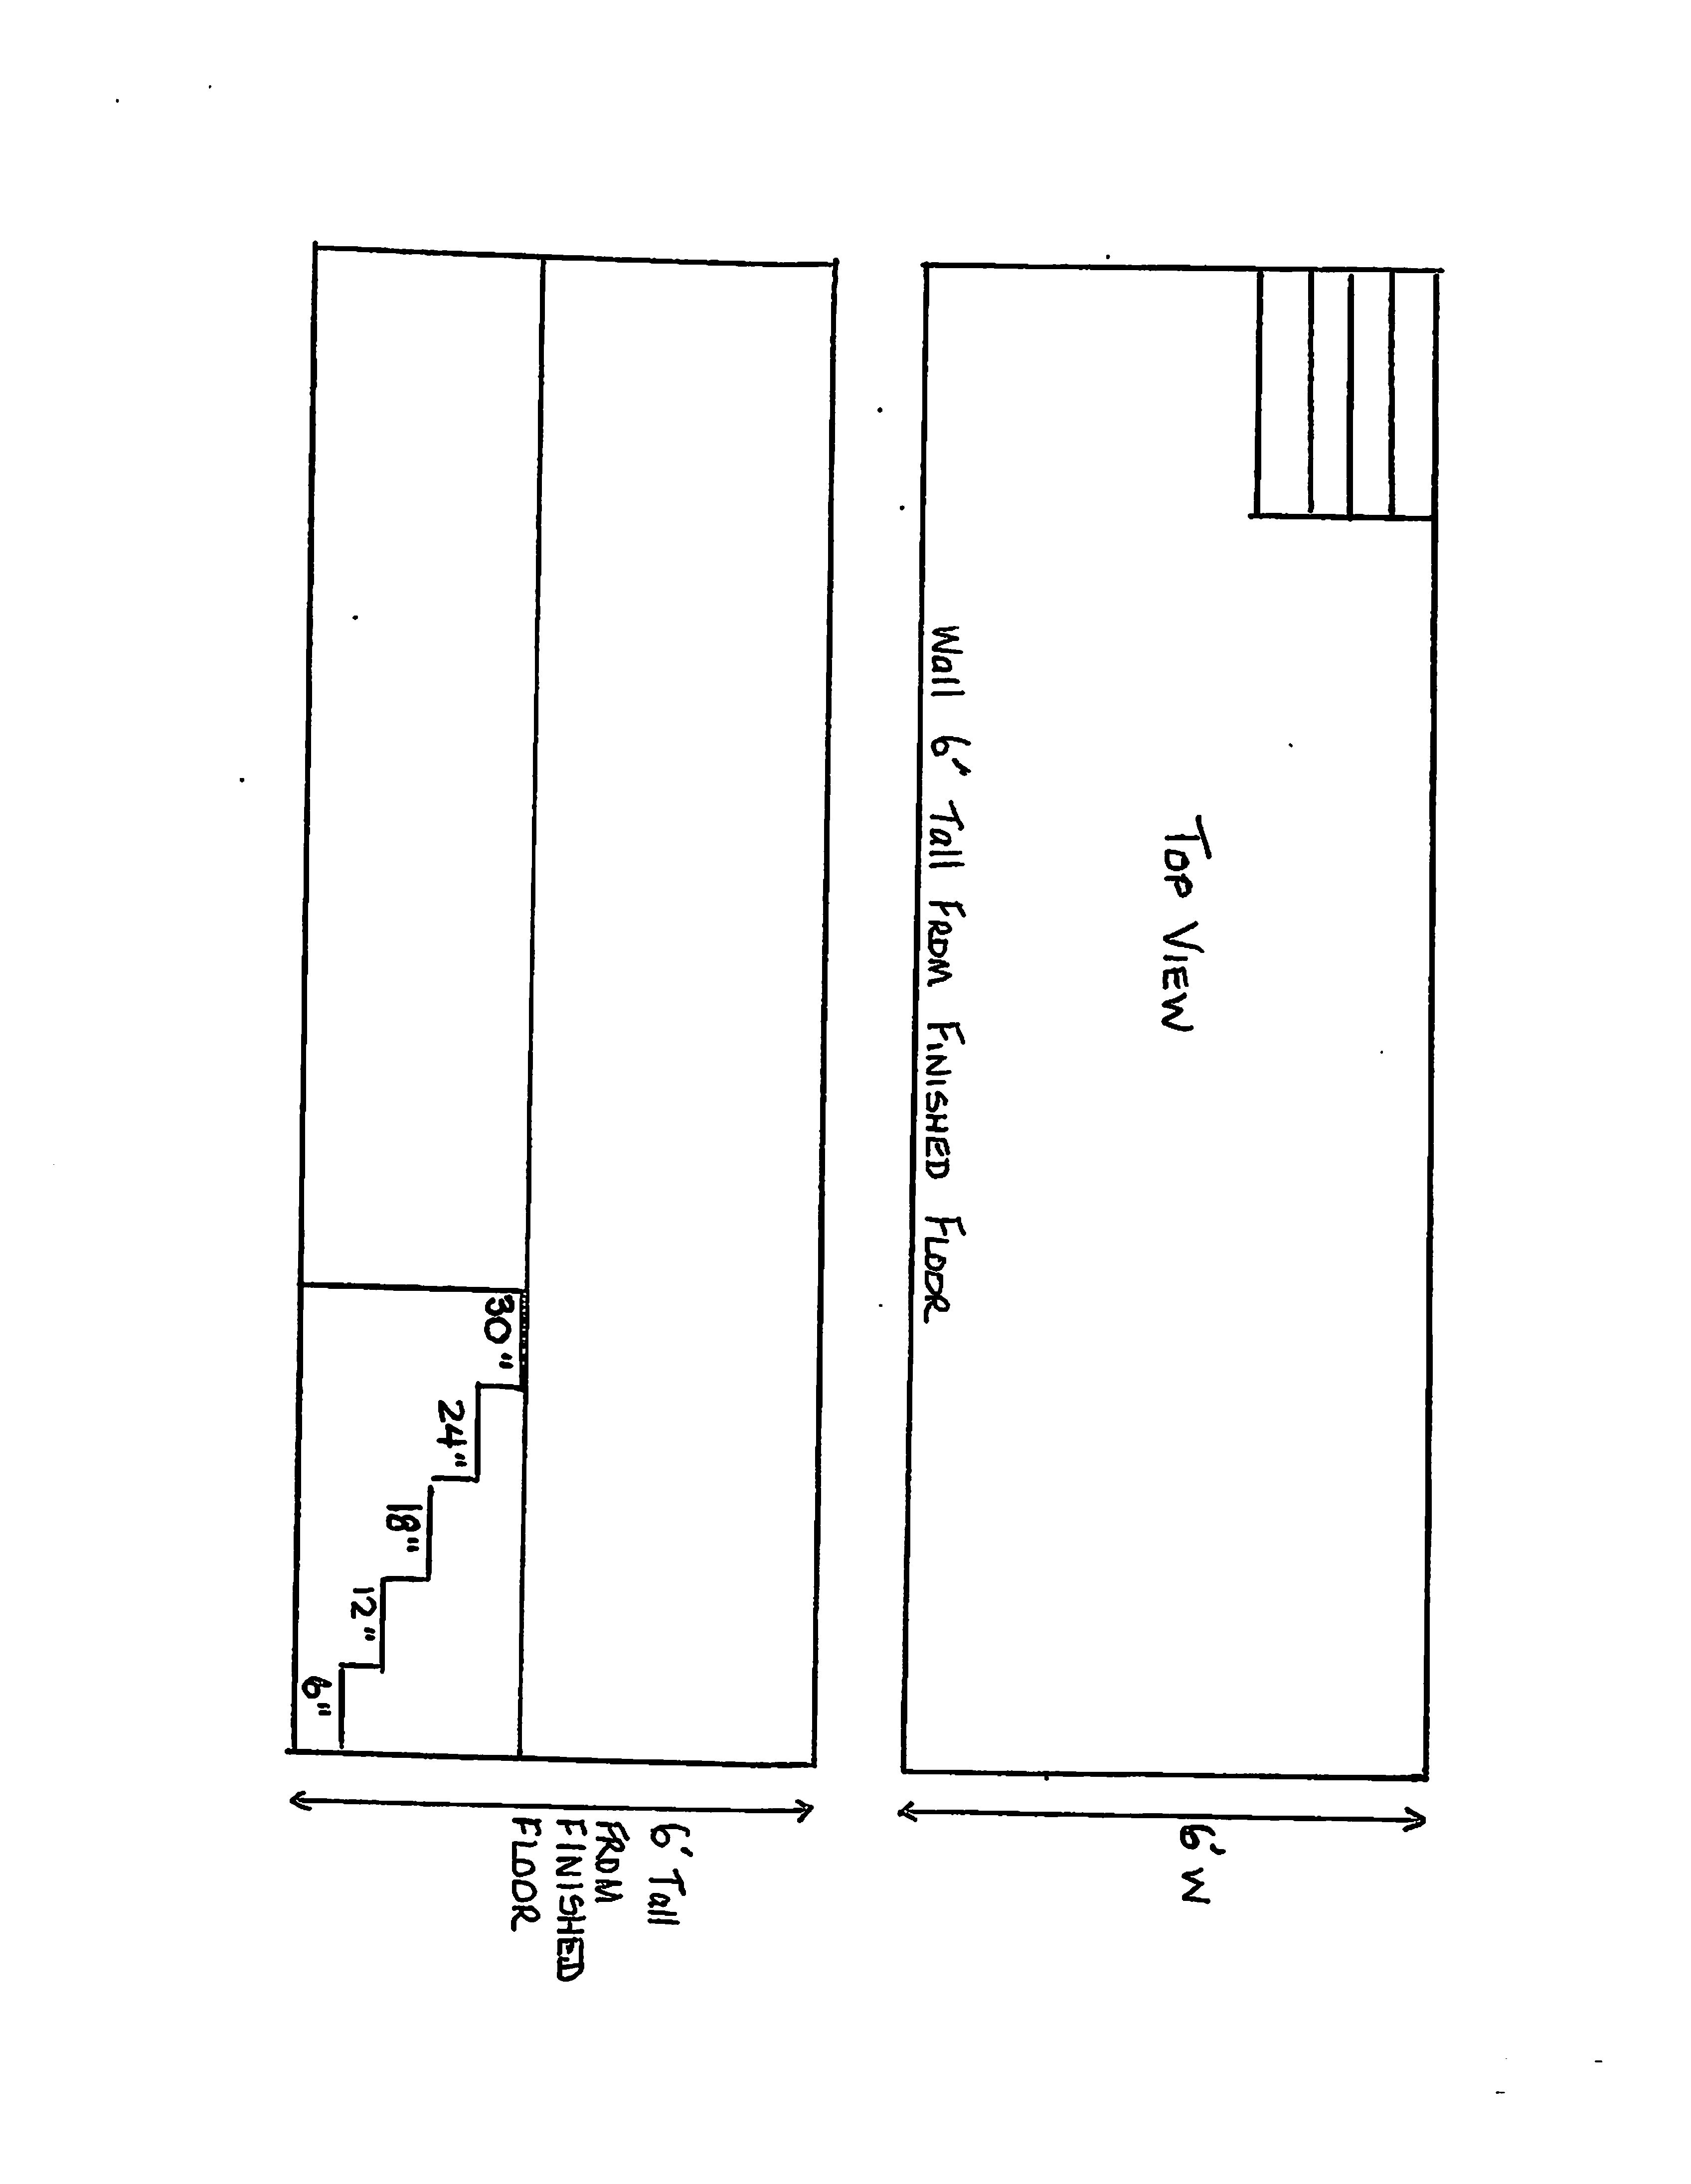 TOP VIEW
6' W
Wall 6' Tall FROM FINISHED FLOOR
6' Tall
FROM
FINISHED
FLOOR
30"
24"
18"
12"
6"